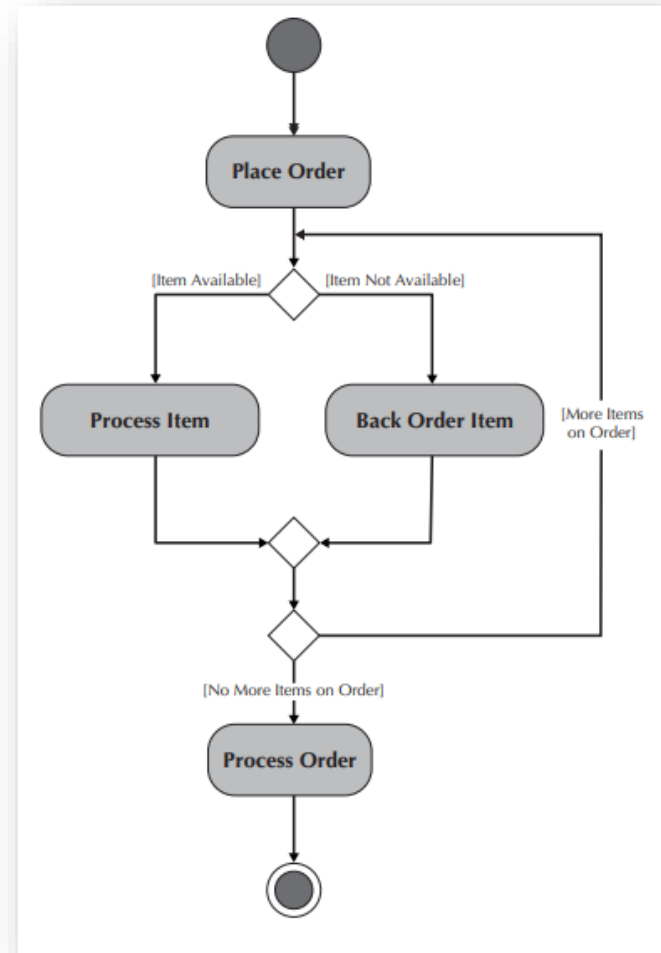 Place Order
[Item Available]
[Item Not Available]
Process Item
Back Order Item
[More Items
on Order]
[No More Items on Order]
Process Order